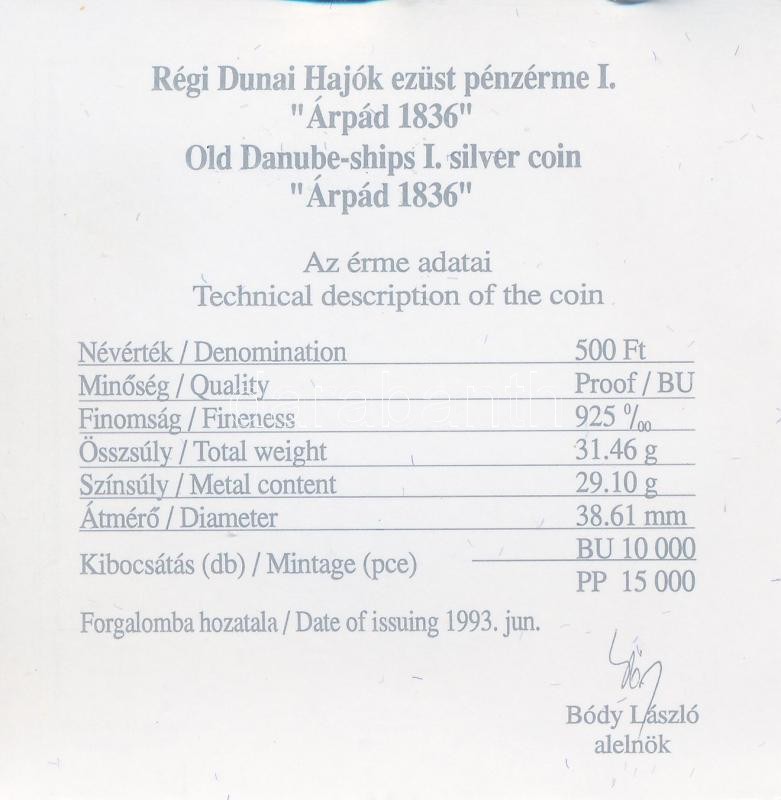 Régi Dunai Hajók ezüst pénzérme I.
"Árpád 1836"
Old Danube-ships I. silver coin
"Árpád 1836"
Az érme adatai
Technical description of the coin
Névérték / Denomination 500 Ft
Minőség / Quality Proof / BU
Finomság / Fineness 925 ‰
Összsúly / Total weight 31.46 g
Színsúly / Metal content 29.10 g
Átmérő / Diameter 38.61 mm
Kibocsátás (db) / Mintage (pce) BU 10 000
PP 15 000
Forgalomba hozatala / Date of issuing 1993. jun.
Bódy László
alelnök
darabanth